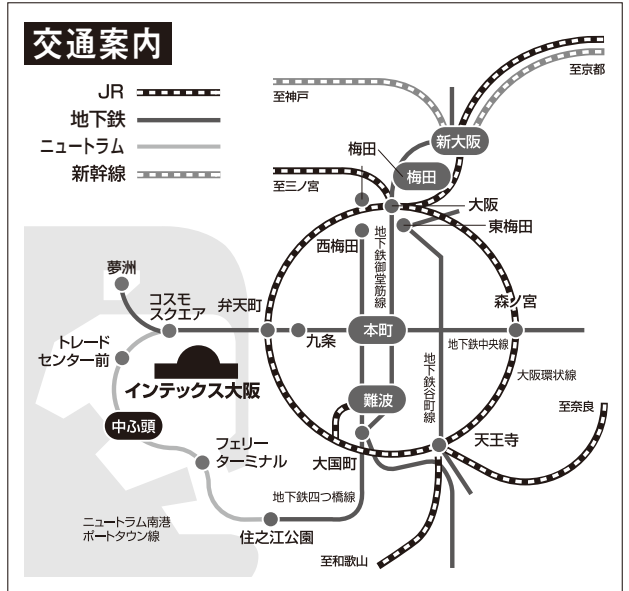 交通案内
JR
地下鉄
ニュートラム
新幹線
至京都
至神戸
新大阪
梅田
梅田
至三ノ宮
大阪
東梅田
西梅田
地下鉄御堂筋線
夢洲
コスモ
スクエア
弁天町
森ノ宮
本町
九条
地下鉄中央線
トレード
センター前
インテックス大阪
地下鉄谷町線
大阪環状線
難波
至奈良
中ふ頭
フェリー
ターミナル
大国町
天王寺
地下鉄四つ橋線
ニュートラム南港
ポートタウン線
住之江公園
至和歌山